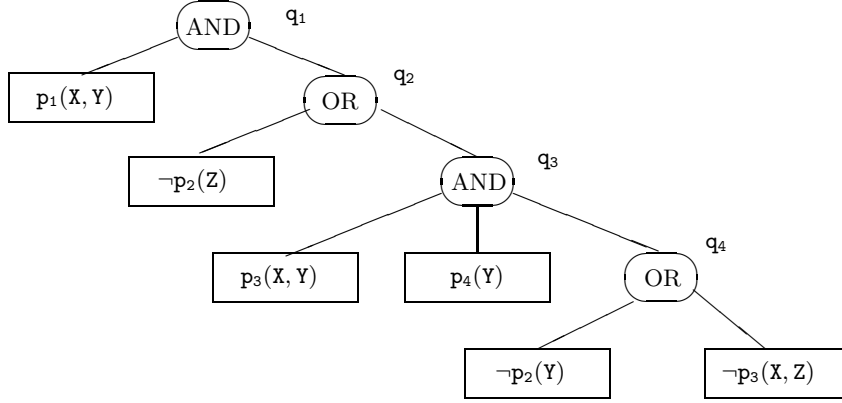 AND q₁
p₁(X, Y)
OR q₂
¬p₂(Z)
AND q₃
p₃(X, Y) p₄(Y)
OR q₄
¬p₂(Y) ¬p₃(X, Z)